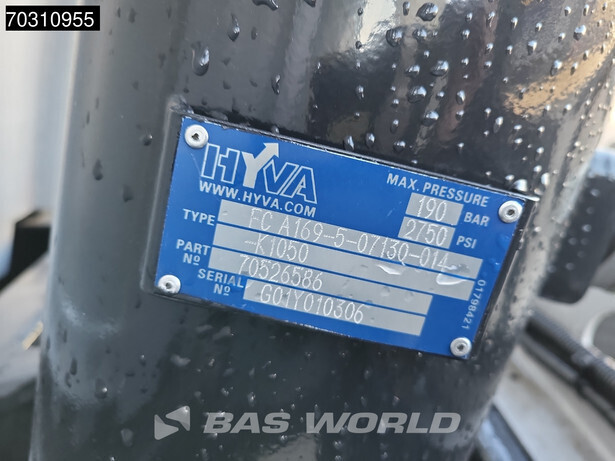 70310955
HYVA
WWW.HYVA.COM
MAX. PRESSURE
190 BAR
2750 PSI
TYPE FC A169-5-07130-014
-K1050
PART Nº 70526586
SERIAL Nº G01Y010306
01798421
BAS WORLD